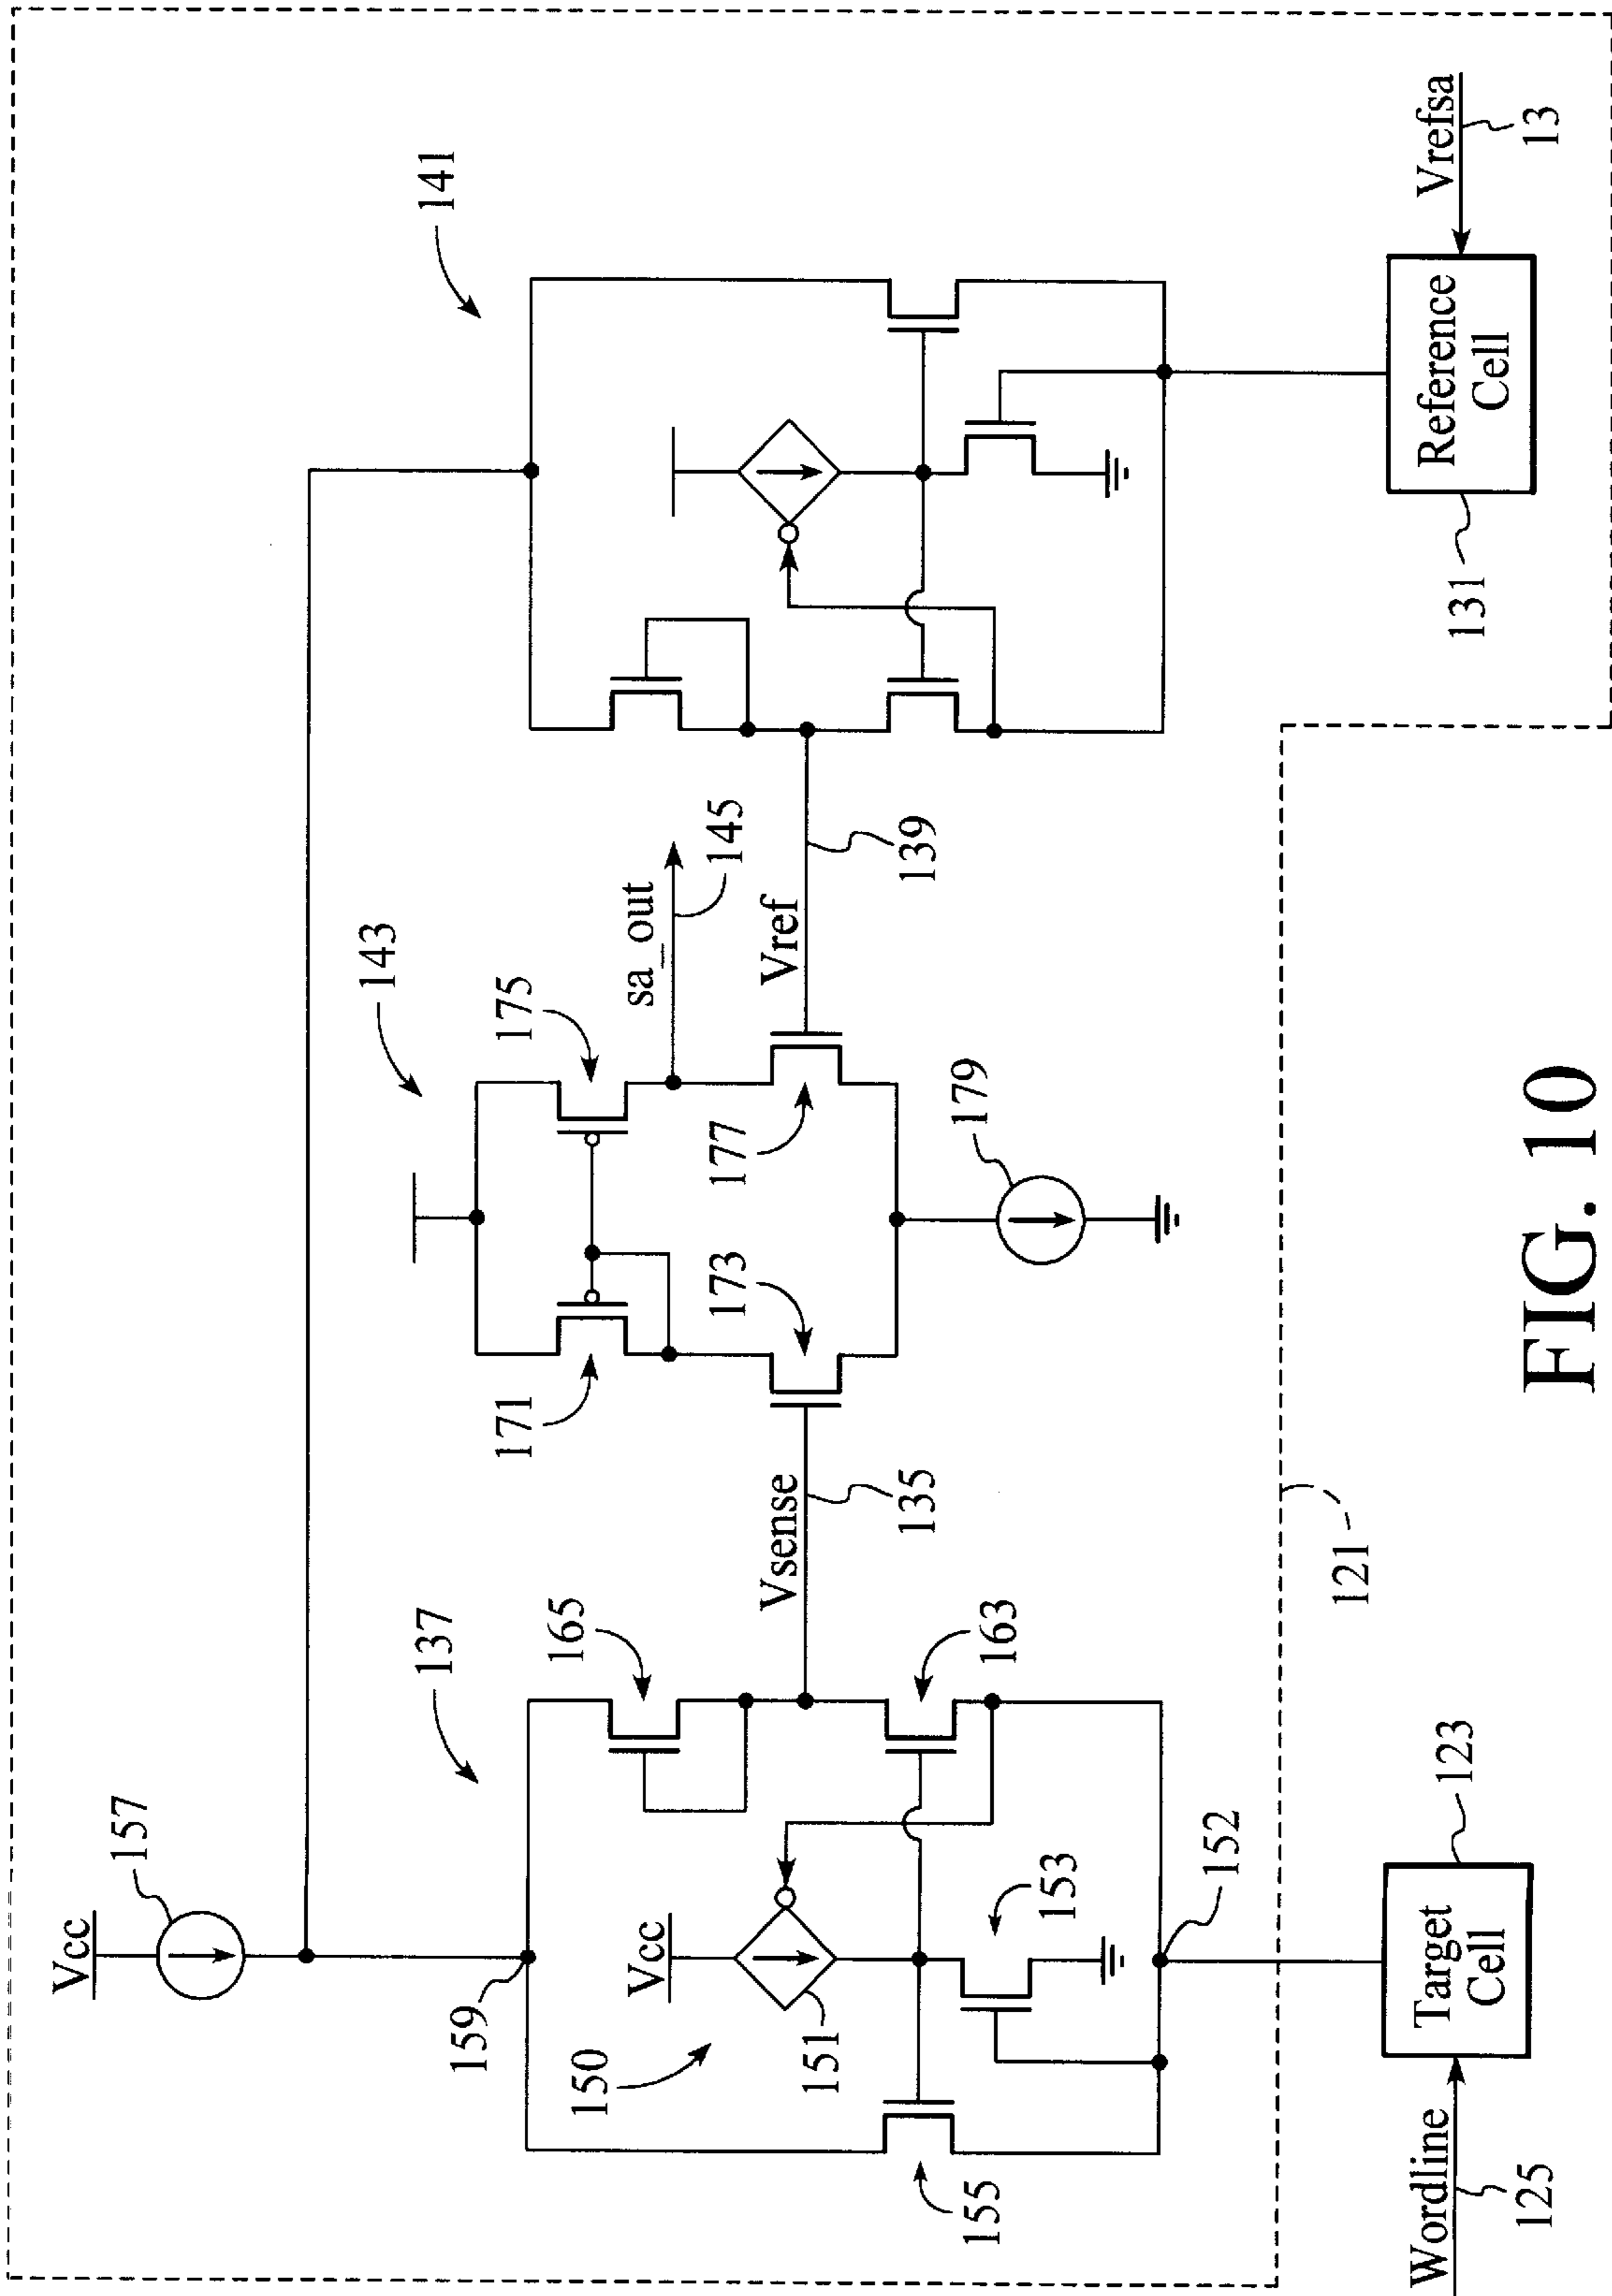 Vcc
157
137
165
159
Vcc
150
151
153
163
155
152
Vsense
135
143
171
175
173
177
179
sa_out
145
Vref
139
141
Wordline
125
Target
Cell
123
121
Reference
Cell
131
Vrefsa
13
FIG. 10